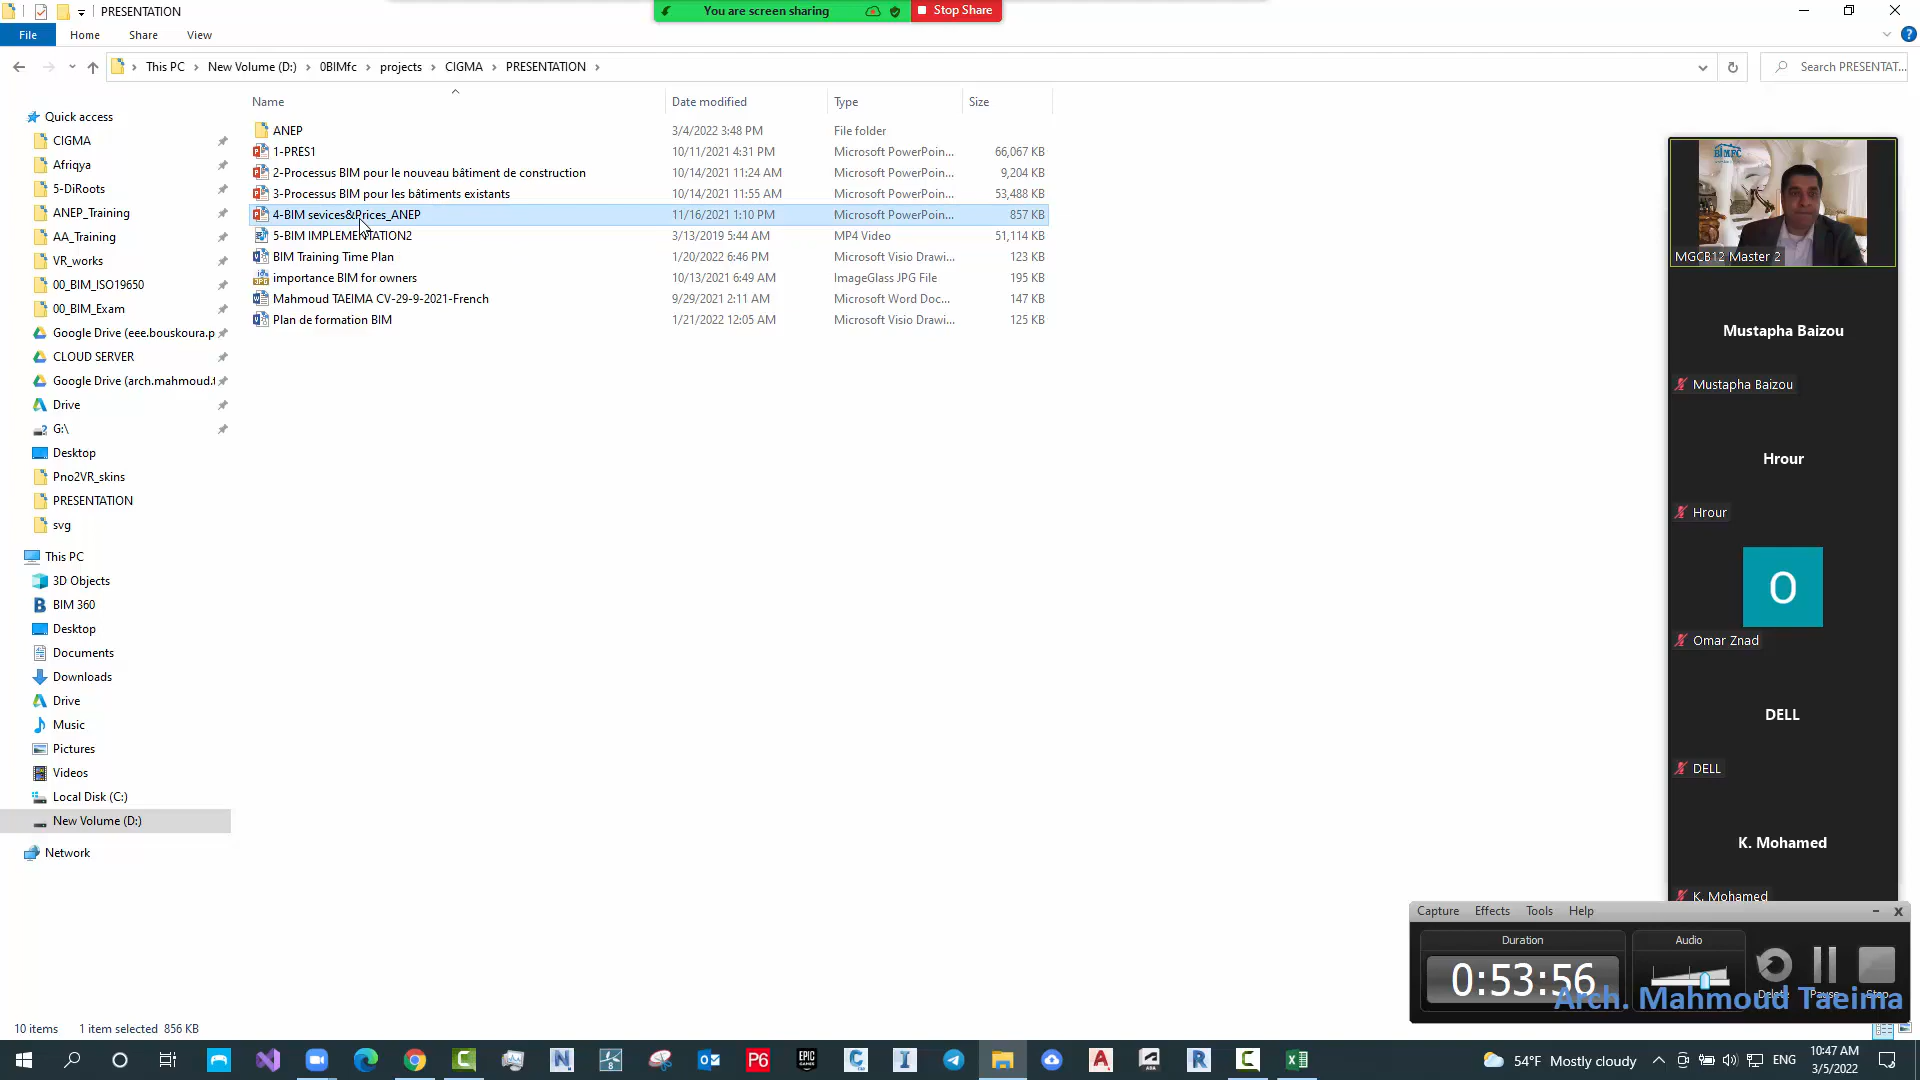 PRESENTATION
You are screen sharing
Stop Share
File
Home
Share
View
This PC
New Volume (D:)
0BIMfc
projects
CIGMA
PRESENTATION
Search PRESENTAT...
Name
Date modified
Type
Size
ANEP 3/4/2022 3:48 PM File folder
1-PRES1 10/11/2021 4:31 PM Microsoft PowerPoin... 66,067 KB
2-Processus BIM pour le nouveau bâtiment de construction 10/14/2021 11:24 AM Microsoft PowerPoin... 9,204 KB
3-Processus BIM pour les bâtiments existants 10/14/2021 11:55 AM Microsoft PowerPoin... 53,488 KB
4-BIM sevices&Prices_ANEP 11/16/2021 1:10 PM Microsoft PowerPoin... 857 KB
5-BIM IMPLEMENTATION2 3/13/2019 5:44 AM MP4 Video 51,114 KB
BIM Training Time Plan 1/20/2022 6:46 PM Microsoft Visio Drawi... 123 KB
importance BIM for owners 10/13/2021 6:49 AM ImageGlass JPG File 195 KB
Mahmoud TAEIMA CV-29-9-2021-French 9/29/2021 2:11 AM Microsoft Word Doc... 147 KB
Plan de formation BIM 1/21/2022 12:05 AM Microsoft Visio Drawi... 125 KB
Quick access
CIGMA
Afriqya
5-DiRoots
ANEP_Training
AA_Training
VR_works
00_BIM_ISO19650
00_BIM_Exam
Google Drive (eee.bouskoura.p
CLOUD SERVER
Google Drive (arch.mahmoud.t
Drive
G:\
Desktop
Pno2VR_skins
PRESENTATION
svg
This PC
3D Objects
BIM 360
Desktop
Documents
Downloads
Drive
Music
Pictures
Videos
Local Disk (C:)
New Volume (D:)
Network
BIMFC
MGCB12 Master 2
Mustapha Baizou
Mustapha Baizou
Hrour
Hrour
O
Omar Znad
DELL
DELL
K. Mohamed
K. Mohamed
Capture Effects Tools Help
Duration
Audio
0:53:56
Delete Pause Stop
Arch. Mahmoud Taeima
10 items 1 item selected 856 KB
54°F Mostly cloudy
ENG
10:47 AM
3/5/2022